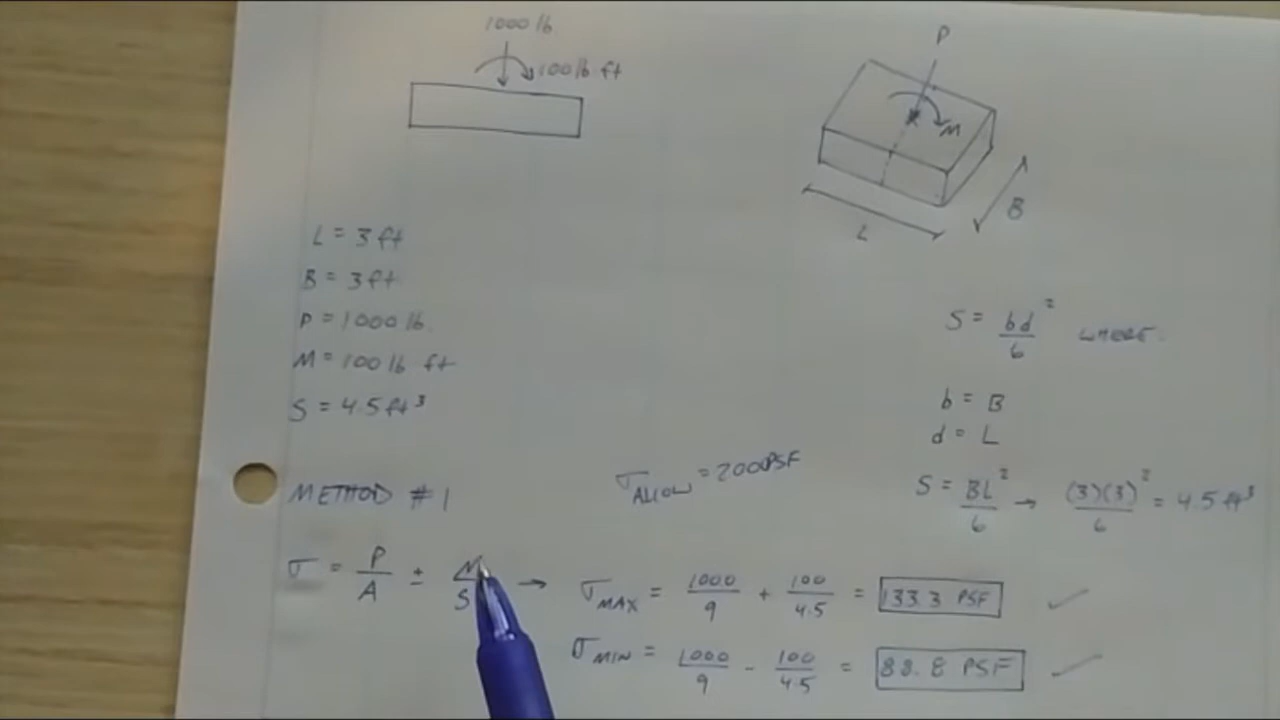 1000 lb
100 lb ft
P
M
B
L
L = 3 ft
B = 3 ft
P = 1000 lb
M = 100 lb ft
S = 4.5 ft³
S = bd²/6 WHERE
b = B
d = L
S = BL²/6 → (3)(3)²/6 = 4.5 ft³
METHOD #1
σALLOW = 200 PSF
σ = P/A ± M/S → σMAX = 1000/9 + 100/4.5 = 133.3 PSF ✓
σMIN = 1000/9 - 100/4.5 = 88.8 PSF ✓